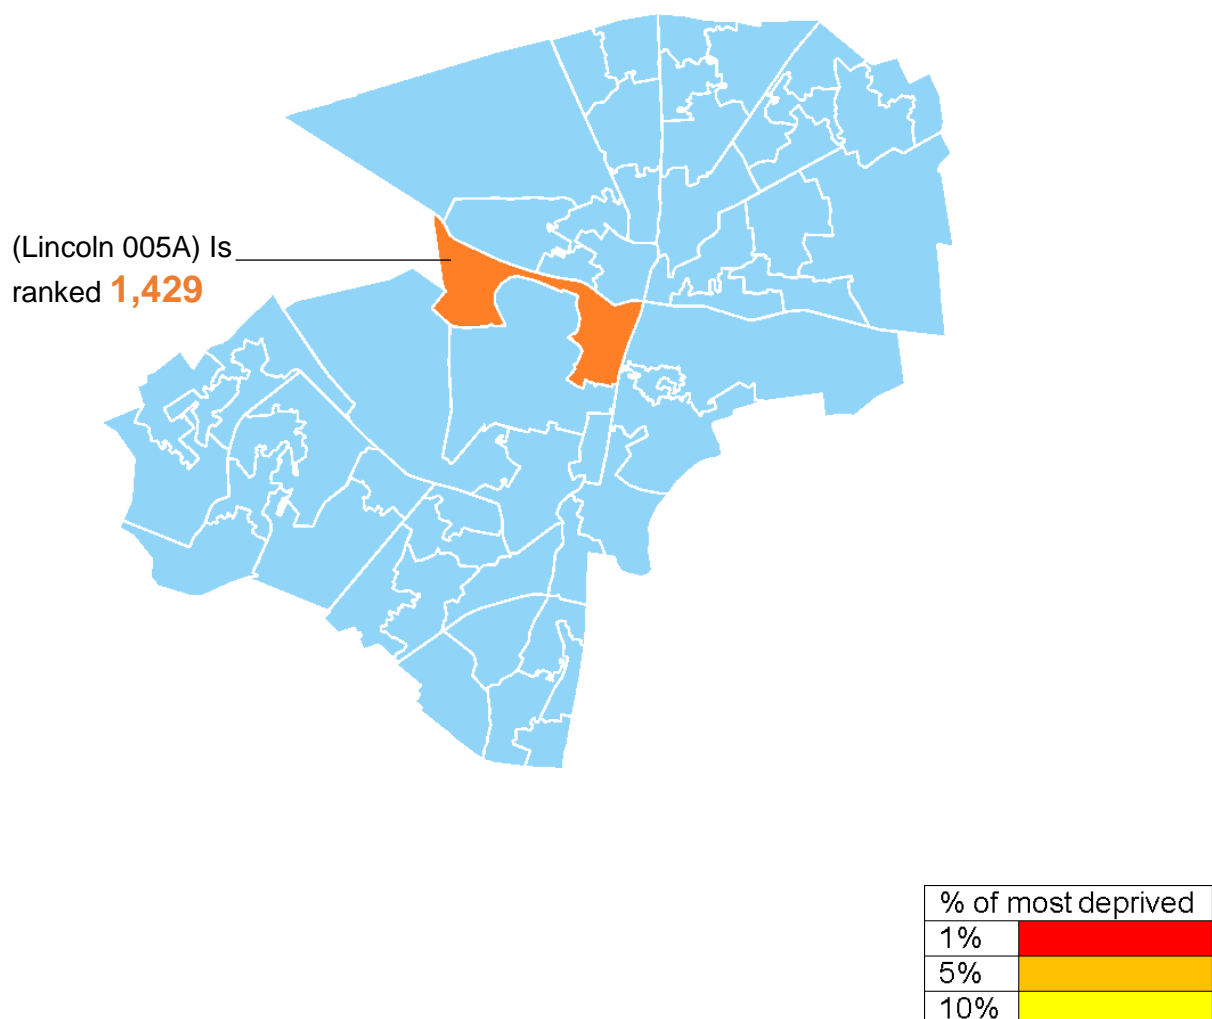 (Lincoln 005A) Is
ranked 1,429
% of most deprived
1%
5%
10%